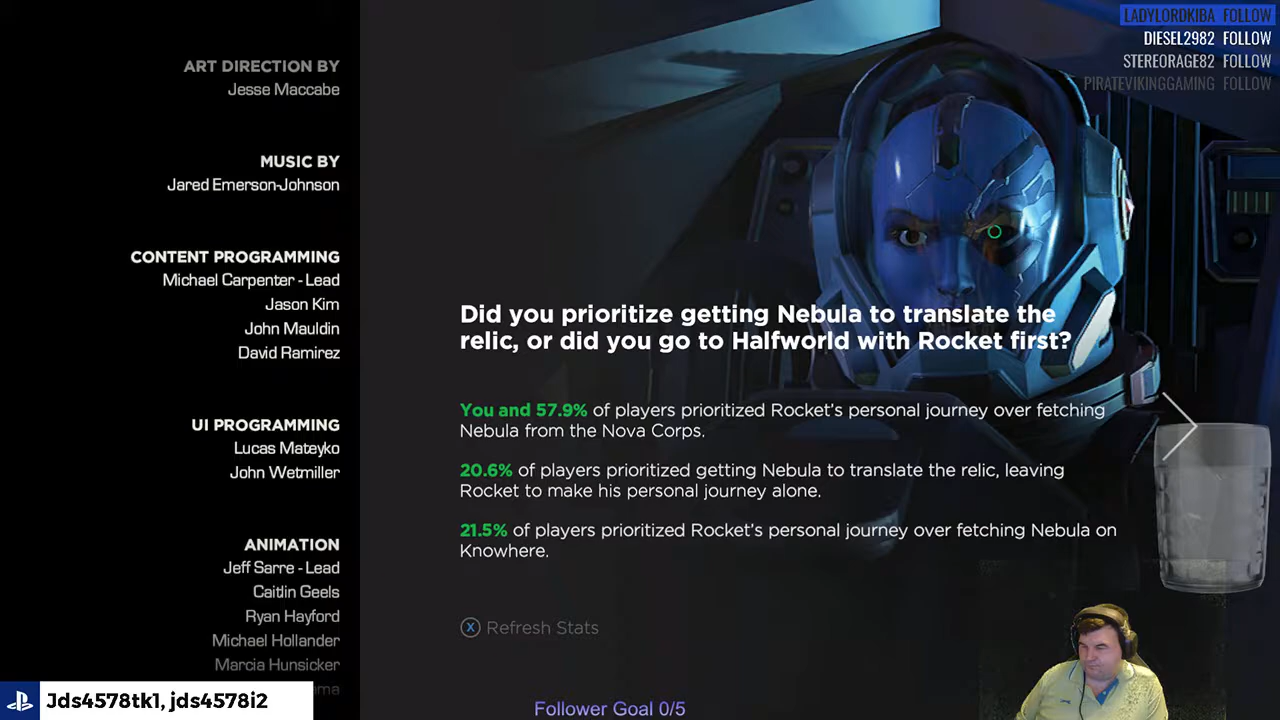 ART DIRECTION BY
Jesse Maccabe
MUSIC BY
Jared Emerson-Johnson
CONTENT PROGRAMMING
Michael Carpenter - Lead
Jason Kim
John Mauldin
David Ramirez
UI PROGRAMMING
Lucas Mateyko
John Wetmiller
ANIMATION
Jeff Sarre - Lead
Caitlin Geels
Ryan Hayford
Michael Hollander
Marcia Hunsicker
Jds4578tk1, jds4578i2
LADYLORDKIBA FOLLOW
DIESEL2982 FOLLOW
STEREORAGE82 FOLLOW
PIRATEVIKINGGAMING FOLLOW
Did you prioritize getting Nebula to translate the
relic, or did you go to Halfworld with Rocket first?
You and 57.9% of players prioritized Rocket's personal journey over fetching
Nebula from the Nova Corps.
20.6% of players prioritized getting Nebula to translate the relic, leaving
Rocket to make his personal journey alone.
21.5% of players prioritized Rocket's personal journey over fetching Nebula on
Knowhere.
X Refresh Stats
Follower Goal 0/5